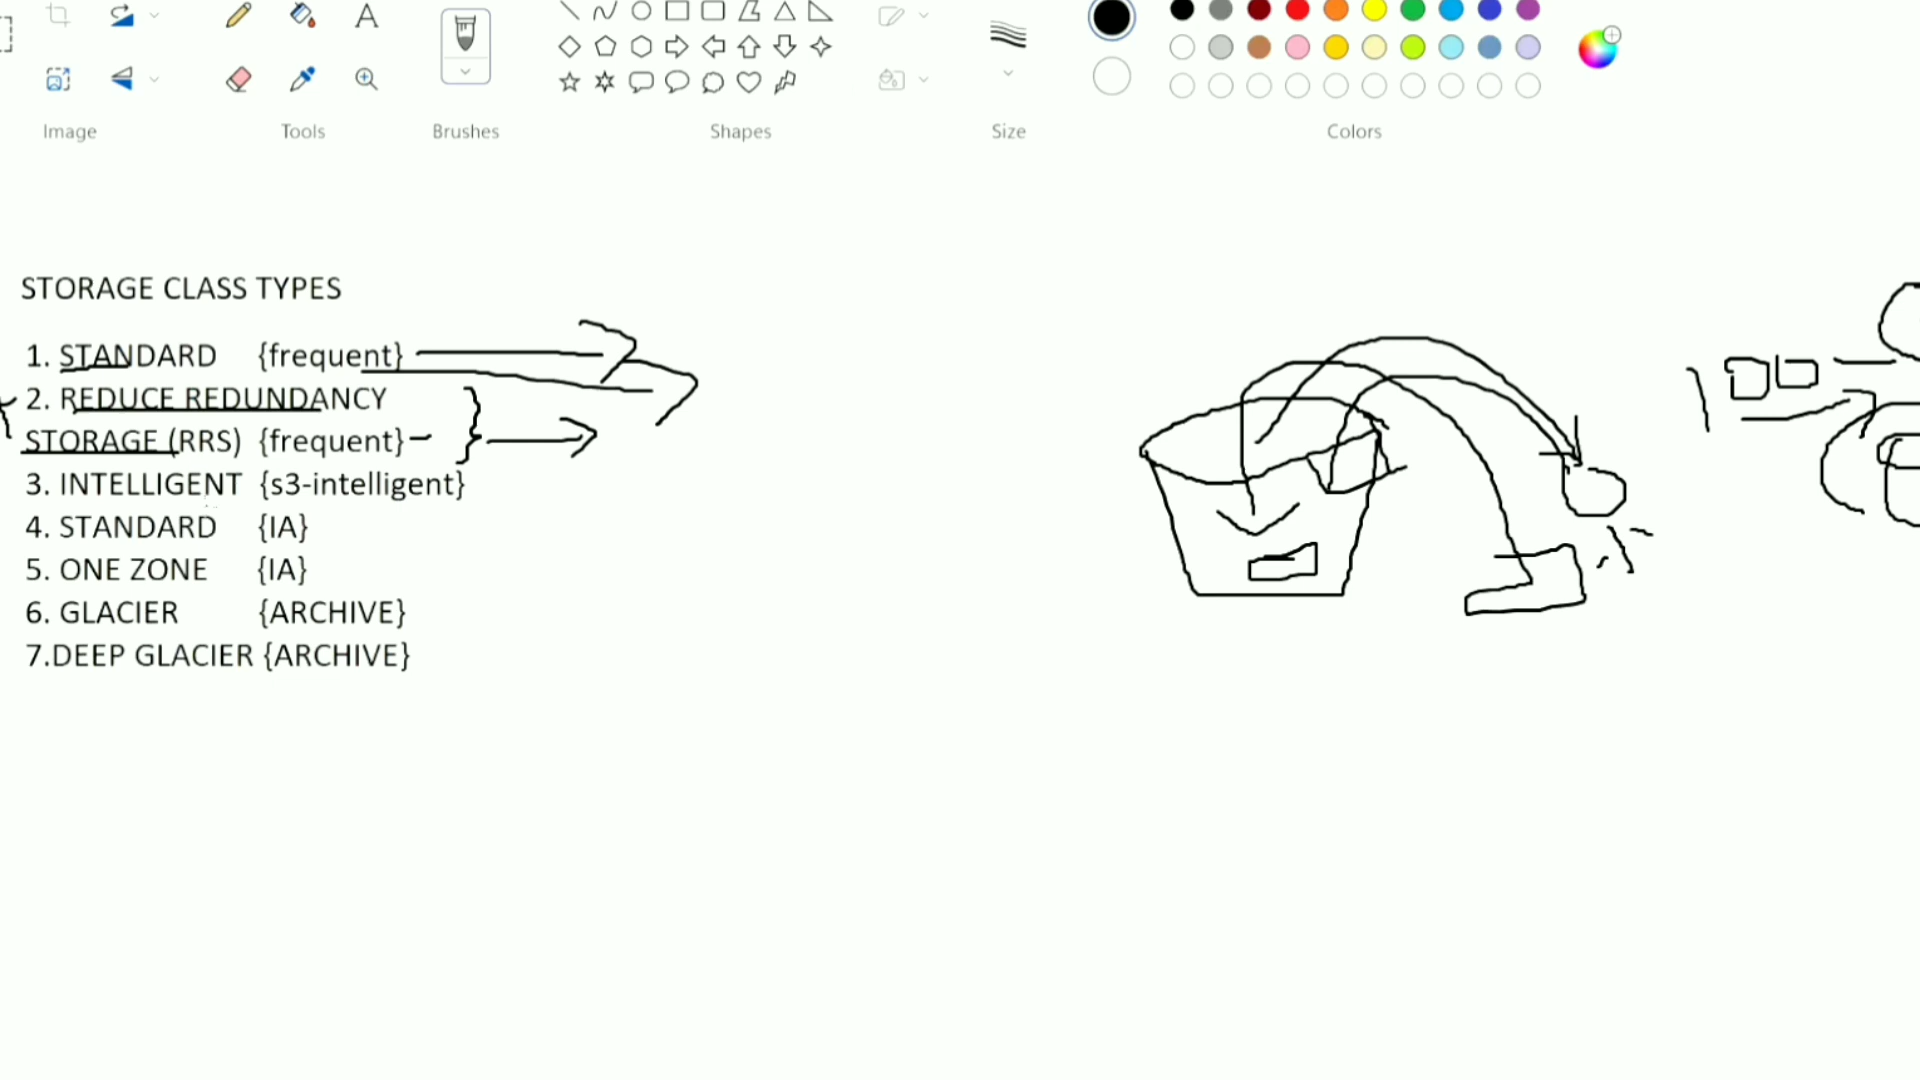 Image
Tools
Brushes
Shapes
Size
Colors
STORAGE CLASS TYPES
1. STANDARD {frequent}
2. REDUCE REDUNDANCY
STORAGE (RRS) {frequent}
3. INTELLIGENT {s3-intelligent}
4. STANDARD {IA}
5. ONE ZONE {IA}
6. GLACIER {ARCHIVE}
7.DEEP GLACIER {ARCHIVE}
100